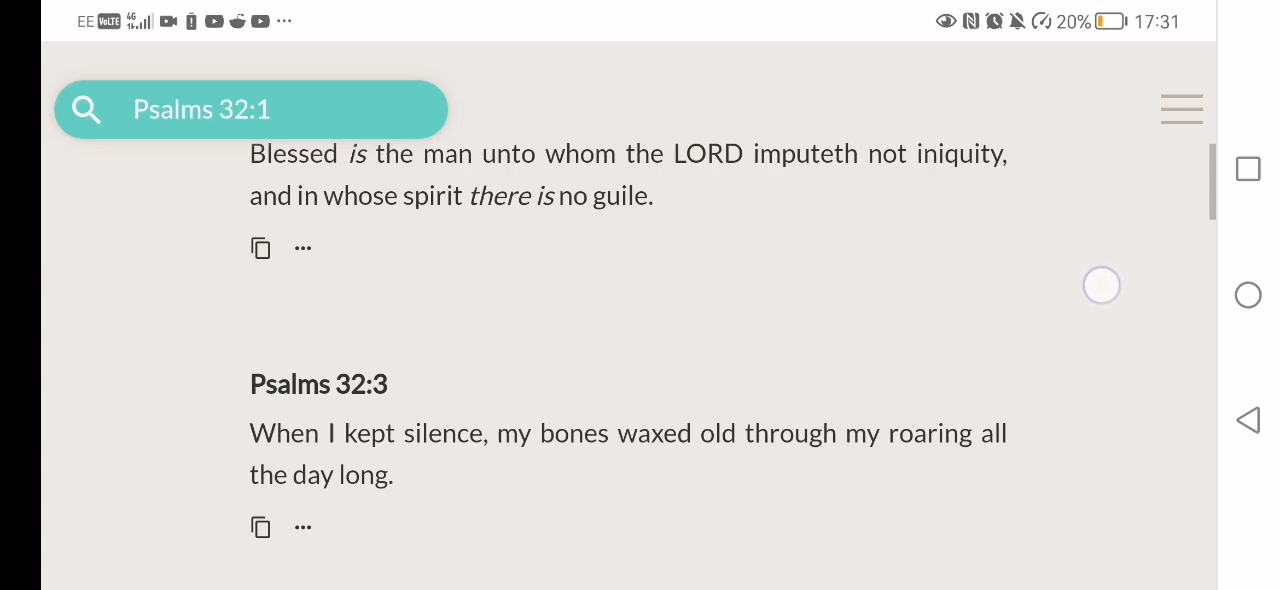 EE VoLTE 4G 20% 17:31
Psalms 32:1
Blessed is the man unto whom the LORD imputeth not iniquity,
and in whose spirit there is no guile.
Psalms 32:3
When I kept silence, my bones waxed old through my roaring all
the day long.